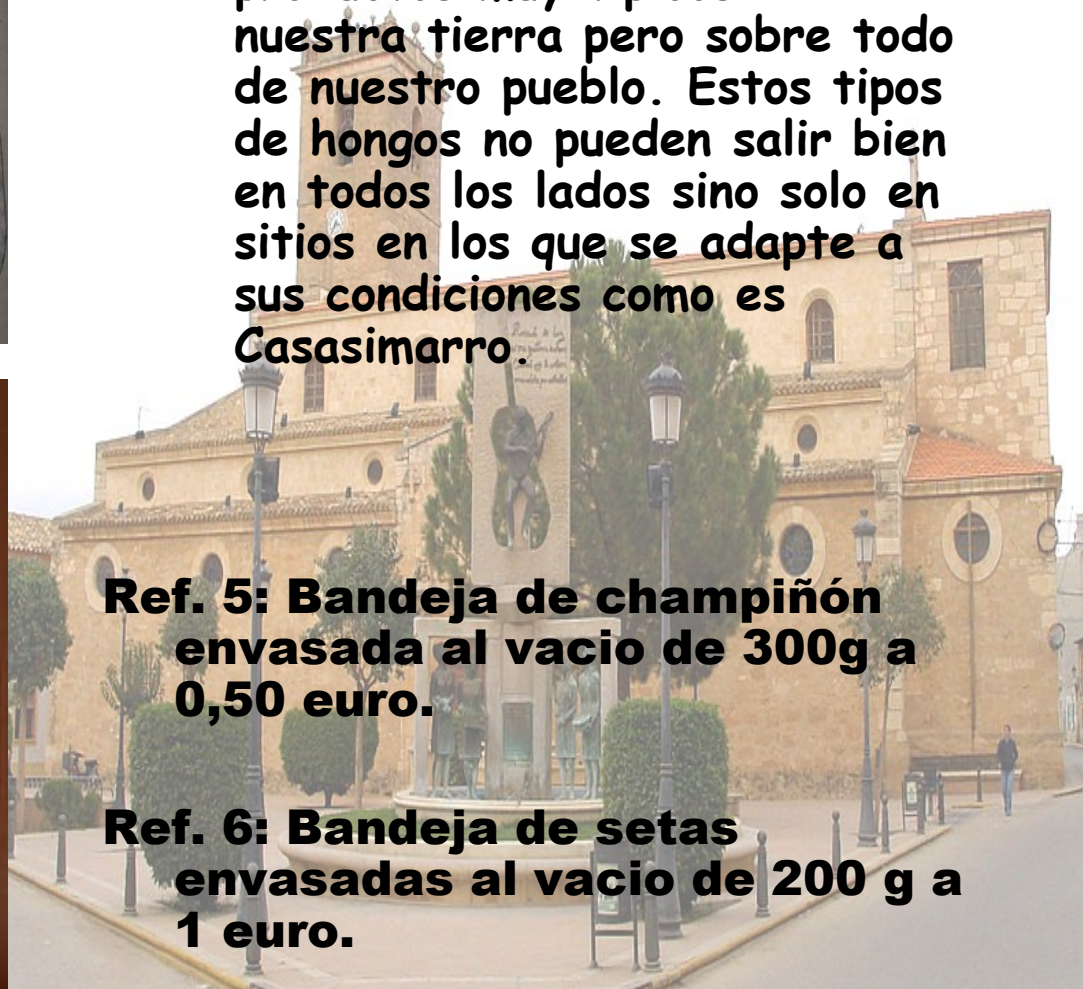 nuestra tierra pero sobre todo
de nuestro pueblo. Estos tipos
de hongos no pueden salir bien
en todos los lados sino solo en
sitios en los que se adapte a
sus condiciones como es
Casasimarro.
Ref. 5: Bandeja de champiñón
envasada al vacio de 300g a
0,50 euro.
Ref. 6: Bandeja de setas
envasadas al vacio de 200 g a
1 euro.